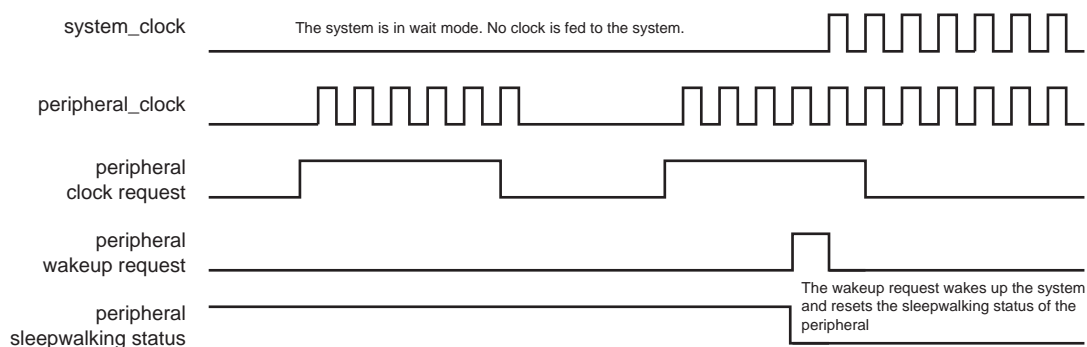 system_clock
The system is in wait mode. No clock is fed to the system.
peripheral_clock
peripheral
clock request
peripheral
wakeup request
The wakeup request wakes up the system
and resets the sleepwalking status of the
peripheral
peripheral
sleepwalking status